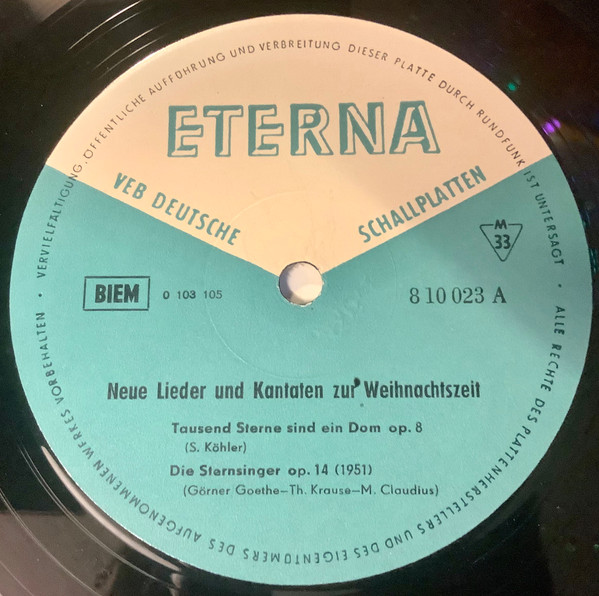 ETERNA
VEB DEUTSCHE SCHALLPLATTEN
M
33
BIEM
0 103 105
8 10 023 A
Neue Lieder und Kantaten zur Weihnachtszeit
Tausend Sterne sind ein Dom op. 8
(S. Köhler)
Die Sternsinger op. 14 (1951)
(Görner Goethe–Th. Krause–M. Claudius)
• ALLE RECHTE DES PLATTENHERSTELLERS UND DES EIGENTÜMERS DES AUFGENOMMENEN WERKES VORBEHALTEN • VERVIELFÄLTIGUNG, ÖFFENTLICHE AUFFÜHRUNG UND VERBREITUNG DIESER PLATTE DURCH RUNDFUNK IST UNTERSAGT